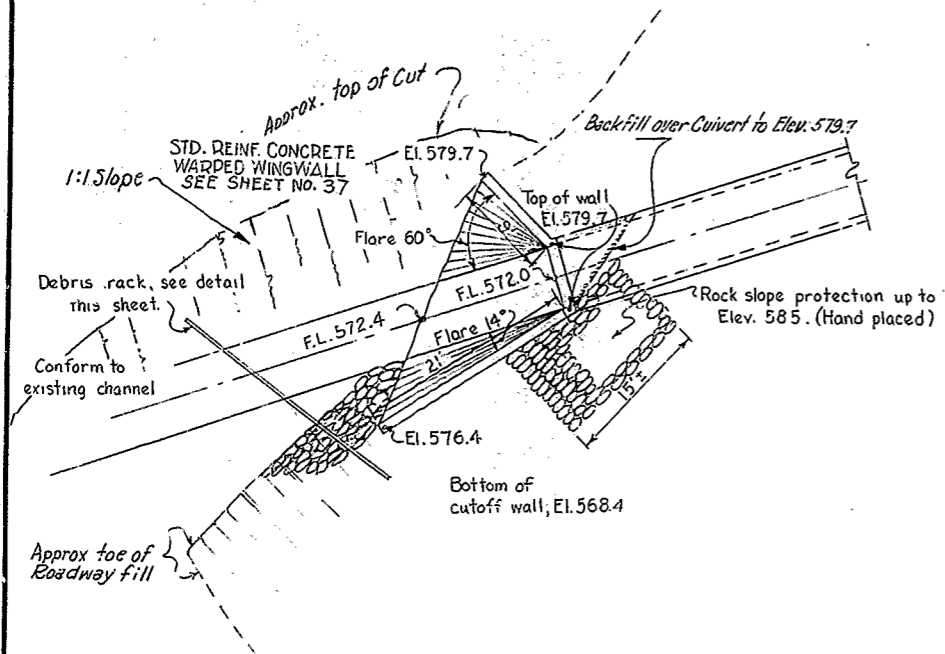 Approx. top of Cut
STD. REINF. CONCRETE
WARPED WINGWALL
SEE SHEET NO. 37
El. 579.7
Backfill over Culvert to Elev. 579.7
1:1 Slope
Top of wall
El. 579.7
Flare 60°
Debris rack, see detail
This sheet.
F.L. 572.0
F.L. 572.4
Rock slope protection up to
Elev. 585. (Hand placed)
Flare 14°
21'
15'±
Conform to
existing channel
El. 576.4
Bottom of
cutoff wall, El. 568.4
Approx toe of
Roadway fill